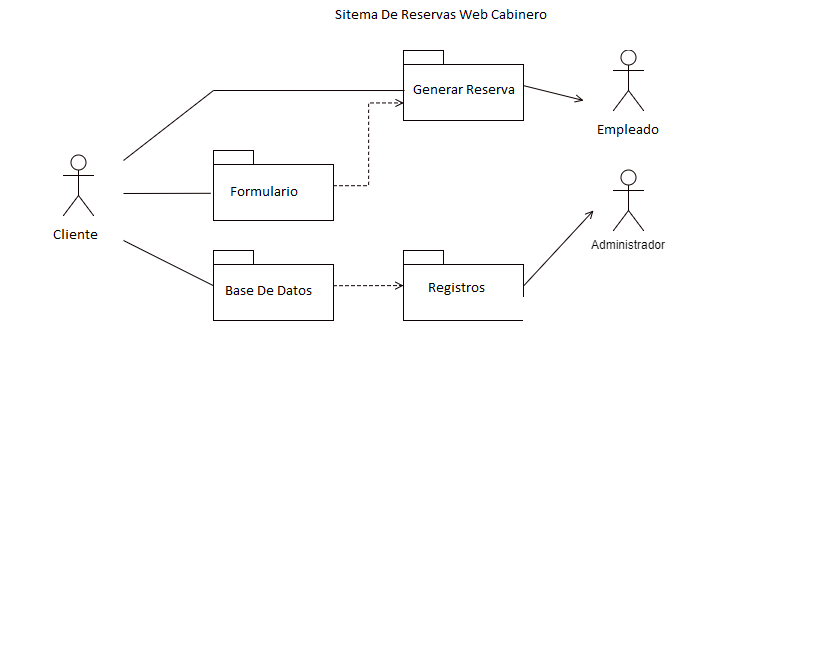 Sitema De Reservas Web Cabinero
Generar Reserva
Empleado
Formulario
Cliente
Administrador
Base De Datos
Registros